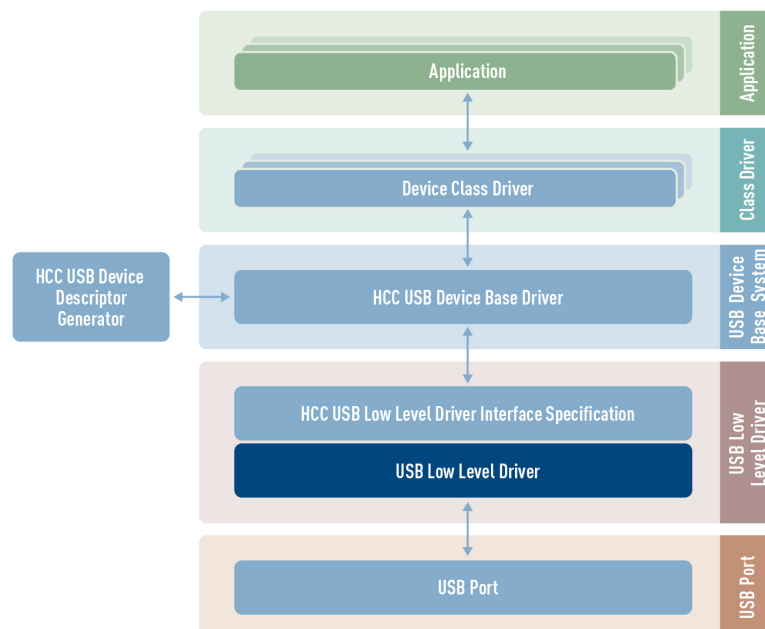 Application
Application
Device Class Driver
Class Driver
HCC USB Device
Descriptor
Generator
HCC USB Device Base Driver
USB Device
Base System
HCC USB Low Level Driver Interface Specification
USB Low Level Driver
USB Low
Level Driver
USB Port
USB Port